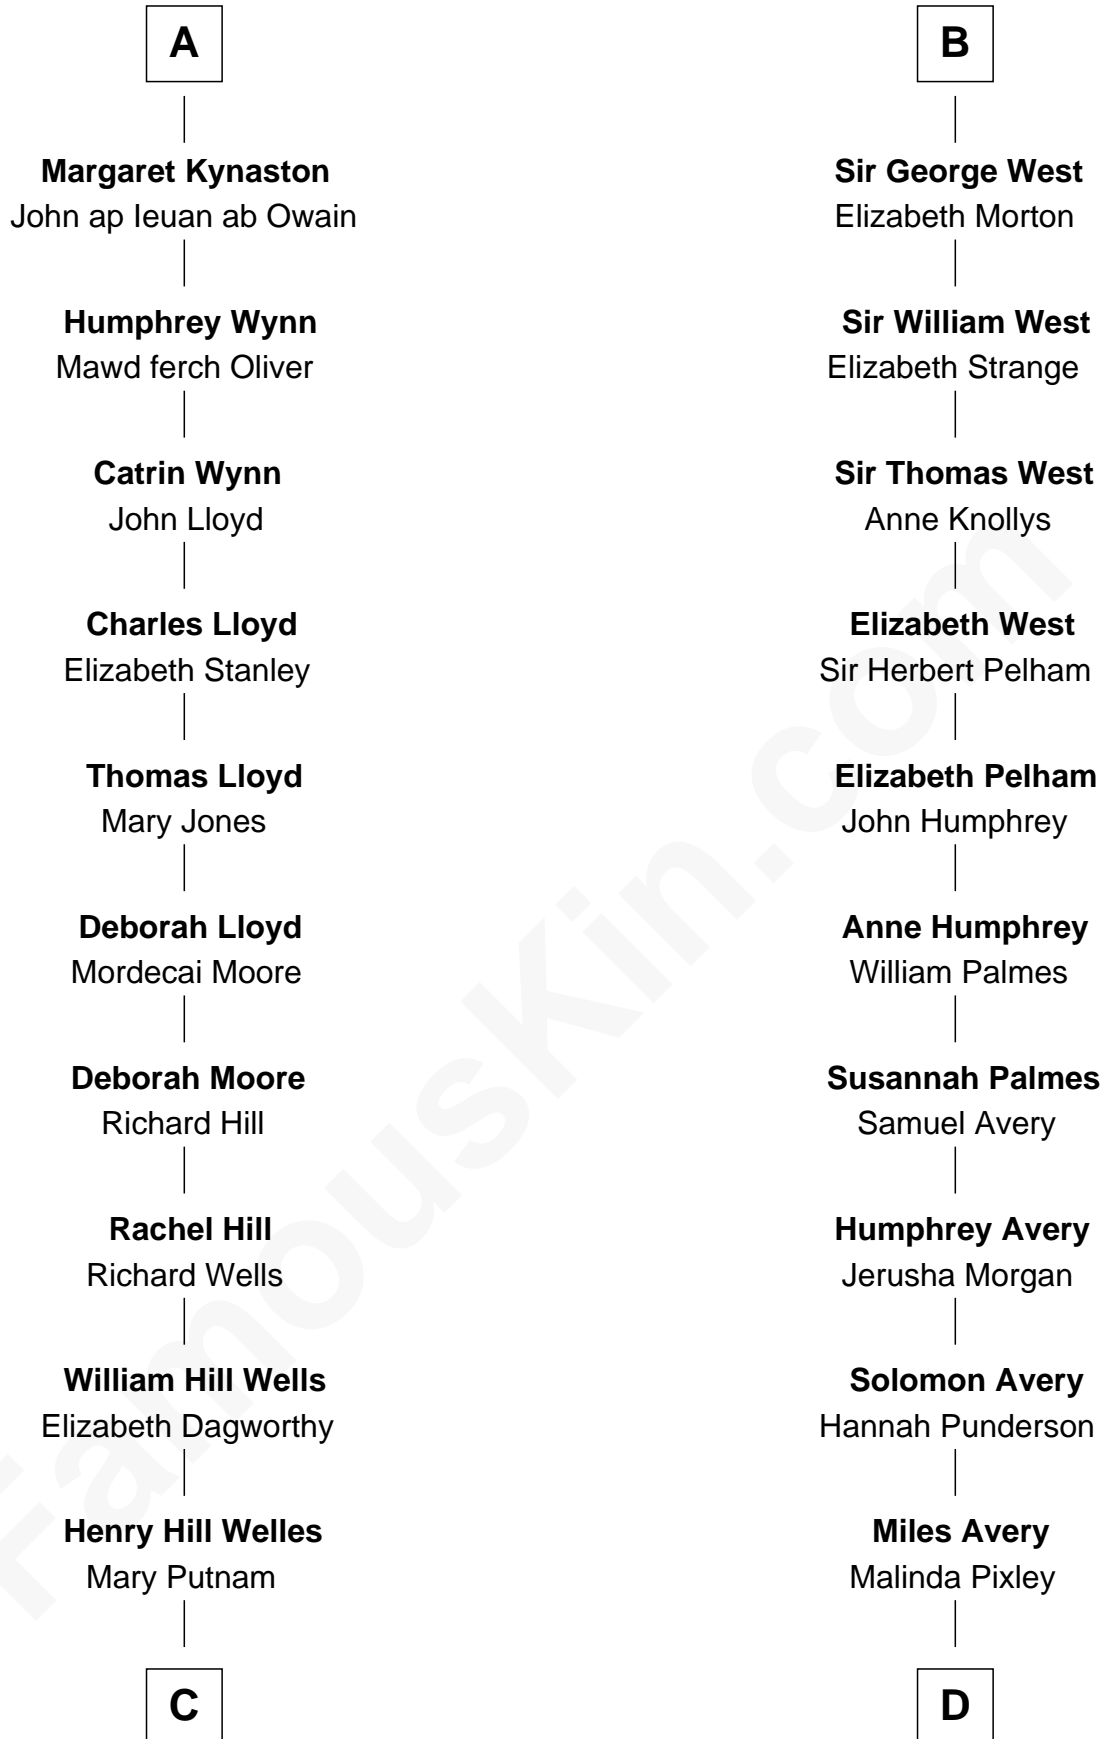 A
Margaret Kynaston
John ap Ieuan ab Owain
Humphrey Wynn
Mawd ferch Oliver
Catrin Wynn
John Lloyd
Charles Lloyd
Elizabeth Stanley
Thomas Lloyd
Mary Jones
Deborah Lloyd
Mordecai Moore
Deborah Moore
Richard Hill
Rachel Hill
Richard Wells
William Hill Wells
Elizabeth Dagworthy
Henry Hill Welles
Mary Putnam
C
B
Sir George West
Elizabeth Morton
Sir William West
Elizabeth Strange
Sir Thomas West
Anne Knollys
Elizabeth West
Sir Herbert Pelham
Elizabeth Pelham
John Humphrey
Anne Humphrey
William Palmes
Susannah Palmes
Samuel Avery
Humphrey Avery
Jerusha Morgan
Solomon Avery
Hannah Punderson
Miles Avery
Malinda Pixley
D
FamousKin.com